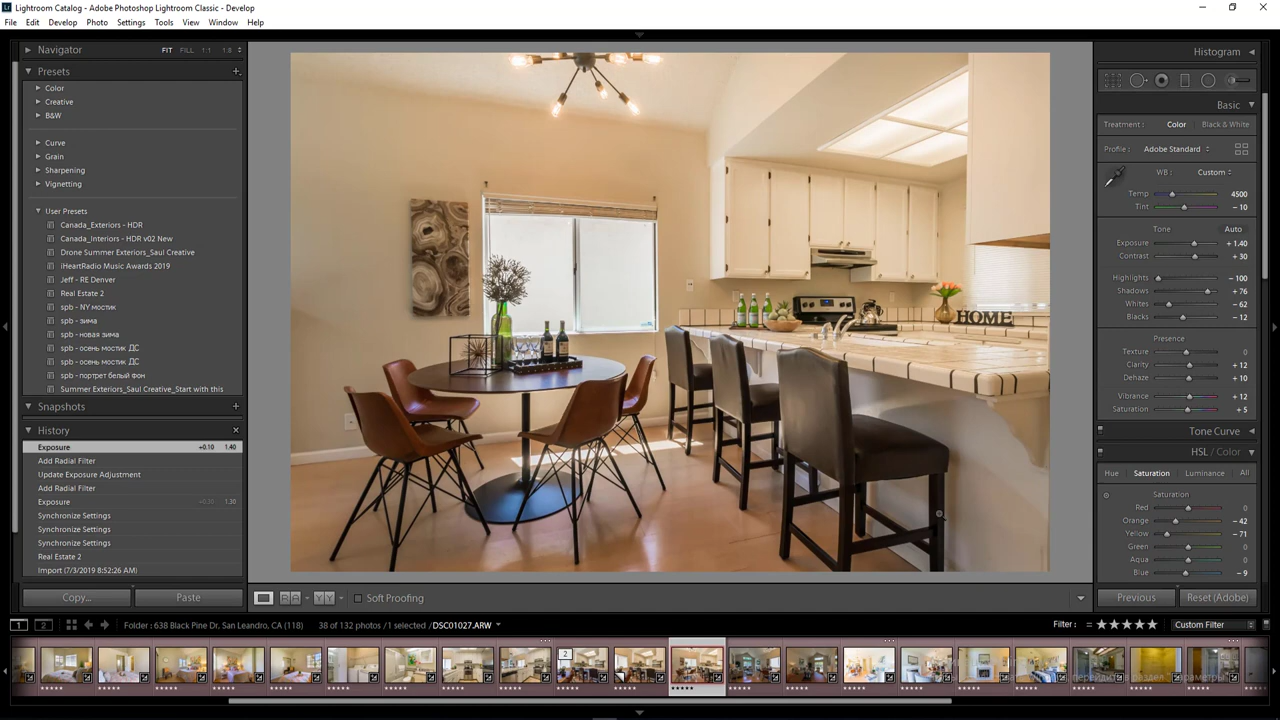 Lightroom Catalog - Adobe Photoshop Lightroom Classic - Develop
File Edit Develop Photo Settings Tools View Window Help
Navigator FIT FILL 1:1 1:8
Presets
Color
Creative
B&W
Curve
Grain
Sharpening
Vignetting
User Presets
Canada_Exteriors - HDR
Canada_Interiors - HDR v02 New
Drone Summer Exteriors_Saul Creative
iHeartRadio Music Awards 2019
Jeff - RE Denver
Real Estate 2
spb - NY мостик
spb - зима
spb - новая зима
spb - осень мостик ДС
spb - осень мостик ДС
spb - портрет белый фон
Summer Exteriors_Saul Creative_Start with this
Snapshots
History
Exposure +0.10 1.40
Add Radial Filter
Update Exposure Adjustment
Add Radial Filter
Exposure +0.30 1.30
Synchronize Settings
Synchronize Settings
Synchronize Settings
Real Estate 2
Import (7/3/2019 8:52:26 AM)
Copy... Paste
HOME
Soft Proofing
Histogram
Basic
Treatment : Color Black & White
Profile : Adobe Standard
WB : Custom
Temp 4500
Tint – 10
Tone Auto
Exposure + 1.40
Contrast + 30
Highlights – 100
Shadows + 76
Whites – 62
Blacks – 12
Presence
Texture 0
Clarity + 12
Dehaze + 10
Vibrance + 12
Saturation + 5
Tone Curve
HSL / Color
Hue Saturation Luminance All
Saturation
Red 0
Orange – 42
Yellow – 71
Green 0
Aqua 0
Blue – 9
Previous Reset (Adobe)
1 2 Folder : 638 Black Pine Dr, San Leandro, CA (118) 38 of 132 photos /1 selected /DSC01027.ARW Filter : Custom Filter
2